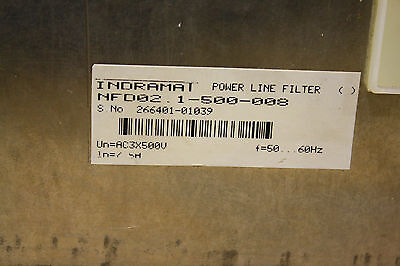 INDRAMAT POWER LINE FILTER ( )
NFD02.1-500-008
S No 266401-01039
Un=AC3X500V f=50...60Hz